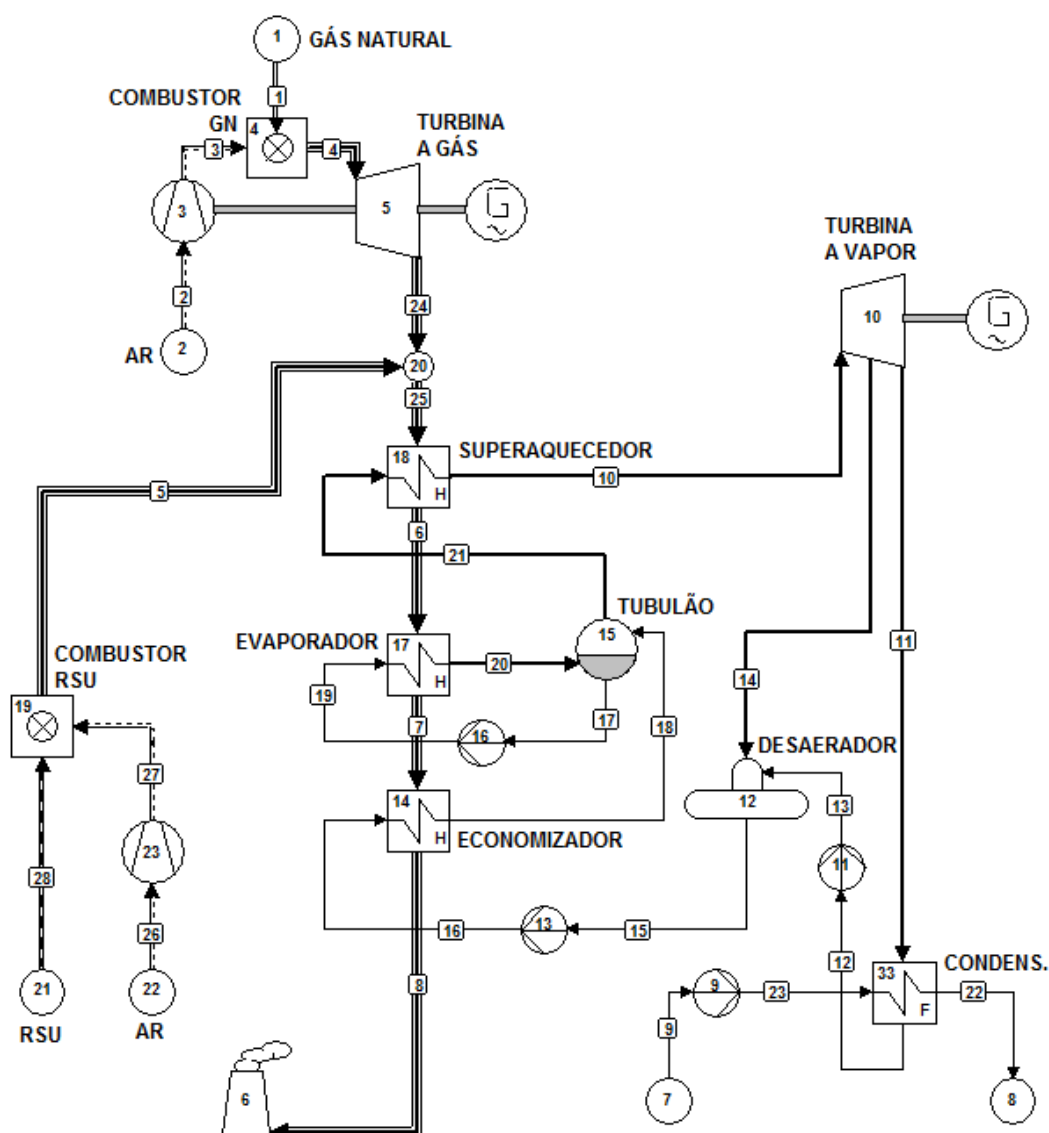 1
GÁS NATURAL
1
COMBUSTOR
GN
4
3
4
TURBINA
A GÁS
3
5
G
~
2
AR
2
24
20
25
TURBINA
A VAPOR
10
G
~
18
H
SUPERAQUECEDOR
10
5
6
21
EVAPORADOR
17
H
20
TUBULÃO
15
11
COMBUSTOR
RSU
19
19
7
16
17
18
14
27
DESAERADOR
12
13
14
H
ECONOMIZADOR
23
11
28
26
16
13
15
12
33
F
CONDENS.
9
23
22
21
RSU
22
AR
8
9
6
7
8